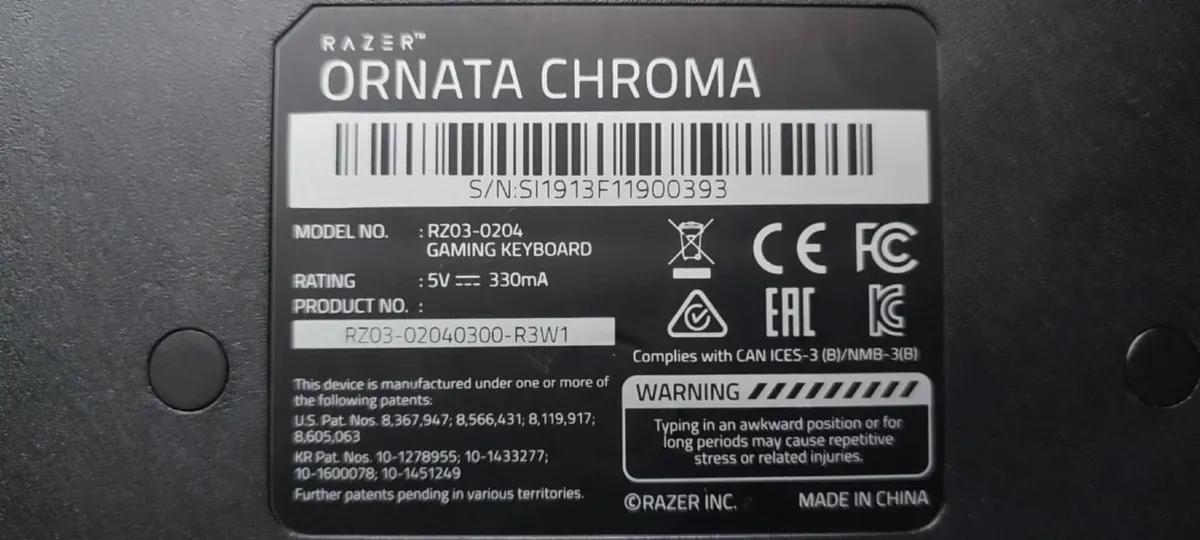 RAZER™
ORNATA CHROMA
S/N:SI1913F11900393
MODEL NO. : RZ03-0204
GAMING KEYBOARD
RATING : 5V ⎓ 330mA
PRODUCT NO. :
RZ03-02040300-R3W1
This device is manufactured under one or more of
the following patents:
U.S. Pat. Nos. 8,367,947; 8,566,431; 8,119,917;
8,605,063
KR Pat. Nos. 10-1278955; 10-1433277;
10-1600078; 10-1451249
Further patents pending in various territories.
CE FC
EAC KC
Complies with CAN ICES-3 (B)/NMB-3(B)
WARNING
Typing in an awkward position or for
long periods may cause repetitive
stress or related injuries.
©RAZER INC. MADE IN CHINA